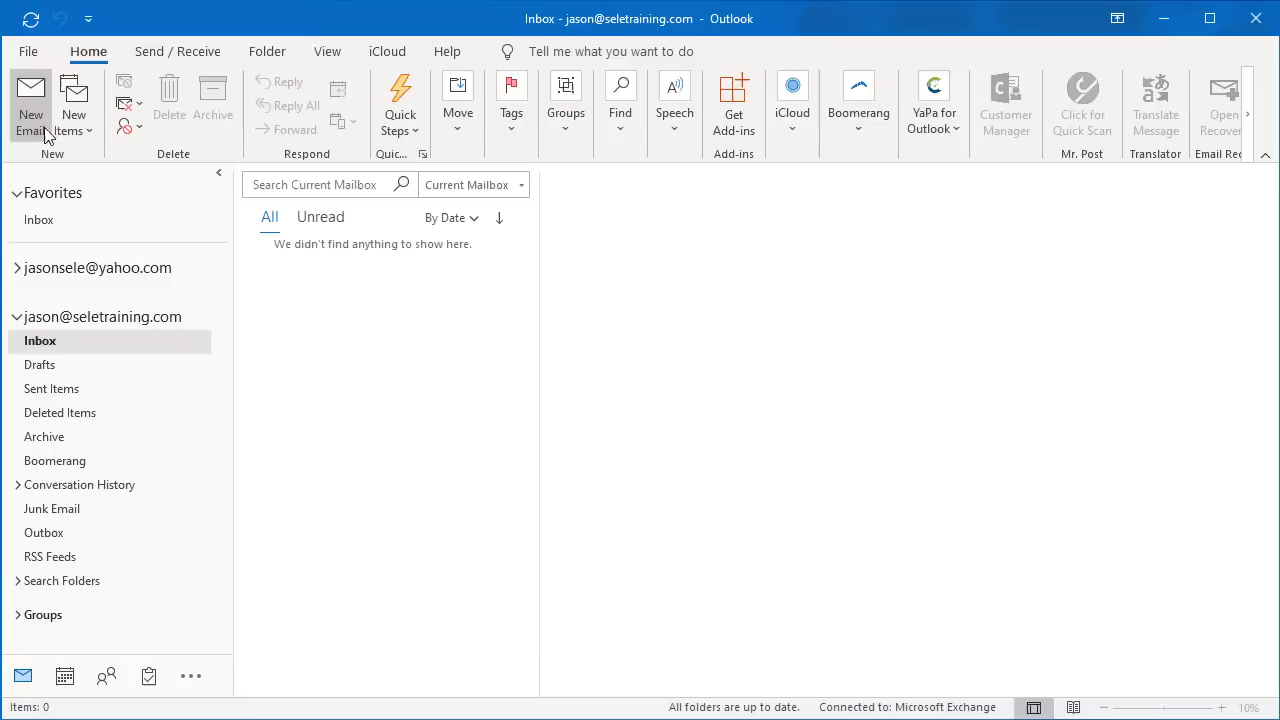 Inbox - jason@seletraining.com - Outlook
File Home Send / Receive Folder View iCloud Help Tell me what you want to do
New Email
New Items
Delete
Archive
Reply
Reply All
Forward
Quick Steps
Move
Tags
Groups
Find
Speech
Get Add-ins
iCloud
Boomerang
YaPa for Outlook
Customer Manager
Click for Quick Scan
Translate Message
Open Recover
New Delete Respond Quic... Add-ins Mr. Post Translator Email Rec
Favorites
Inbox
jasonsele@yahoo.com
jason@seletraining.com
Inbox
Drafts
Sent Items
Deleted Items
Archive
Boomerang
Conversation History
Junk Email
Outbox
RSS Feeds
Search Folders
Groups
Search Current Mailbox Current Mailbox
All Unread By Date
We didn't find anything to show here.
Items: 0 All folders are up to date. Connected to: Microsoft Exchange 10%